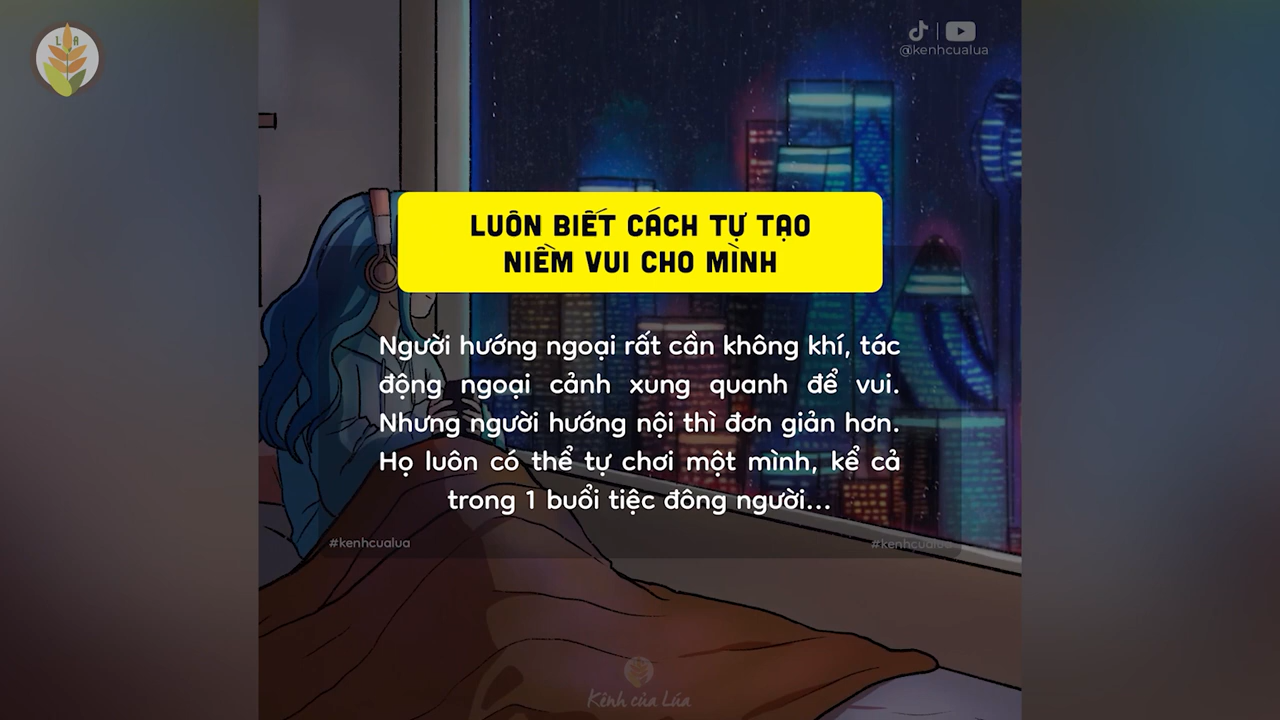 L A
@kenhcualua
LUÔN BIẾT CÁCH TỰ TẠO
NIỀM VUI CHO MÌNH
Người hướng ngoại rất cần không khí, tác
động ngoại cảnh xung quanh để vui.
Nhưng người hướng nội thì đơn giản hơn.
Họ luôn có thể tự chơi một mình, kể cả
trong 1 buổi tiệc đông người...
#kenhcualua
#kenhcualua
Kênh của Lúa